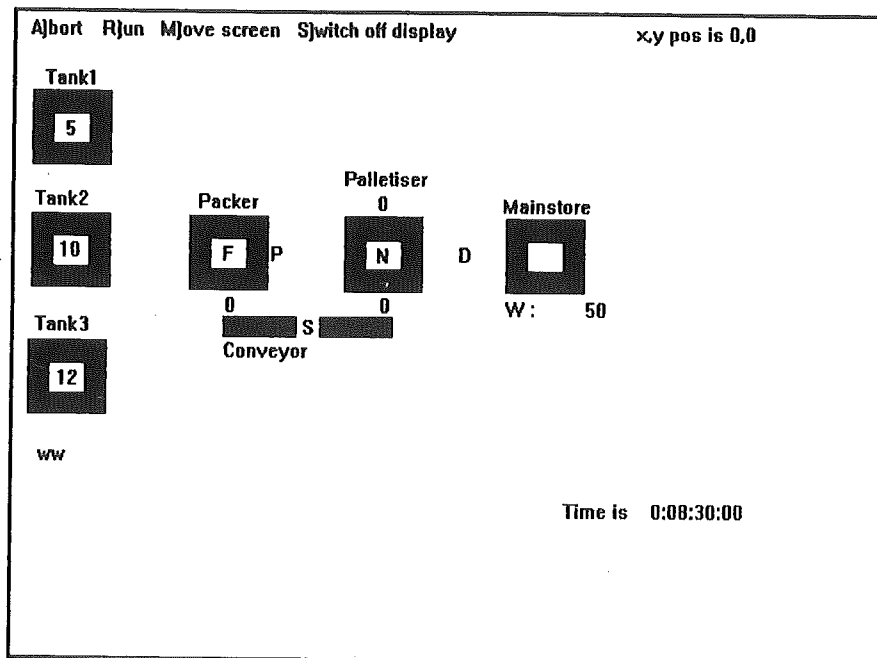 A)bort R)un M)ove screen S)witch off display x,y pos is 0,0
Tank1
5
Palletiser
Tank2 Packer 0 Mainstore
10 F P N D
0 0 W : 50
Tank3 S
Conveyor
12
ww
Time is 0:08:30:00